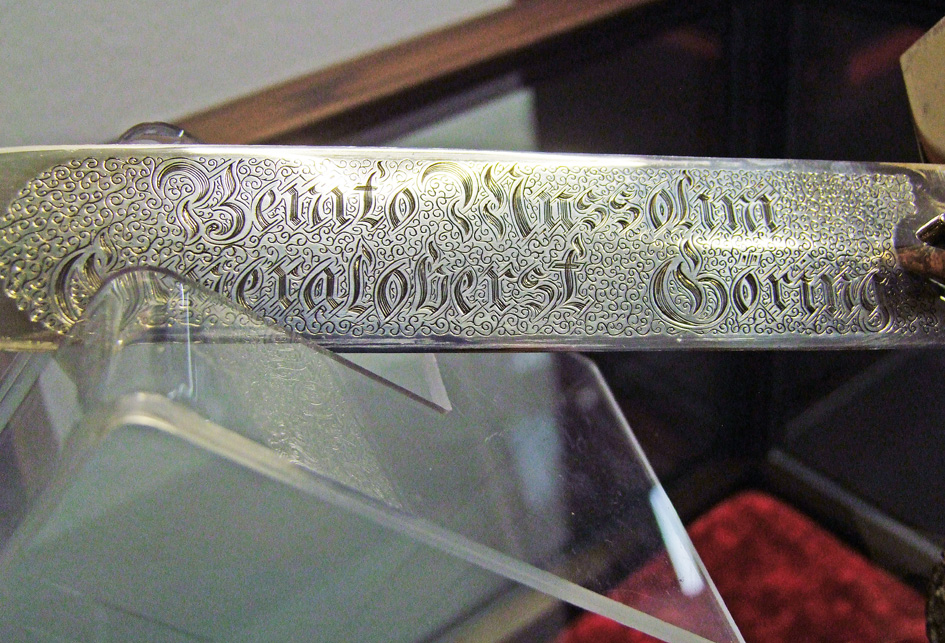 Benito Mussolini
Generaloberst Göring